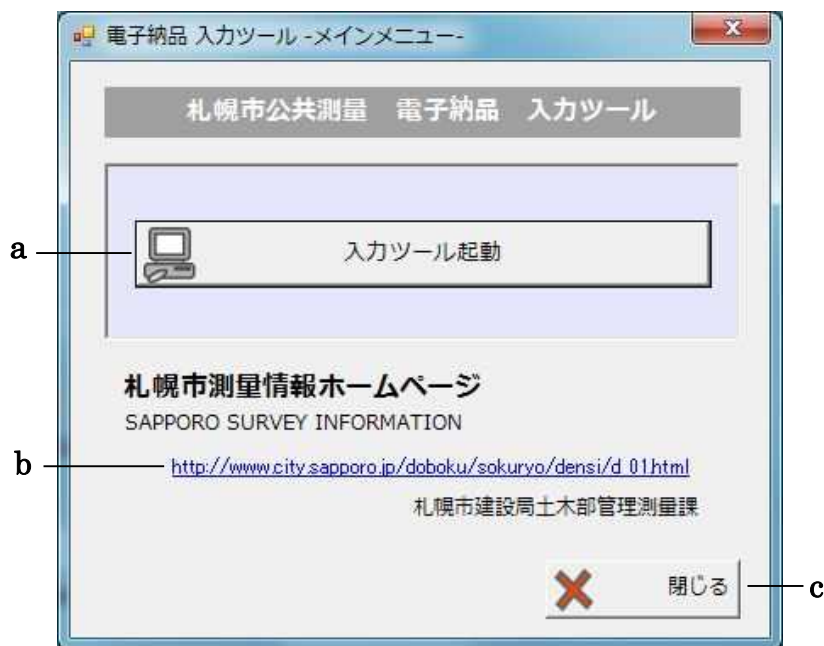 電子納品 入力ツール -メインメニュー-
札幌市公共測量　電子納品　入力ツール
a
入力ツール起動
札幌市測量情報ホームページ
SAPPORO SURVEY INFORMATION
b
http://www.city.sapporo.jp/doboku/sokuryo/densi/d_01.html
札幌市建設局土木部管理測量課
閉じる
c